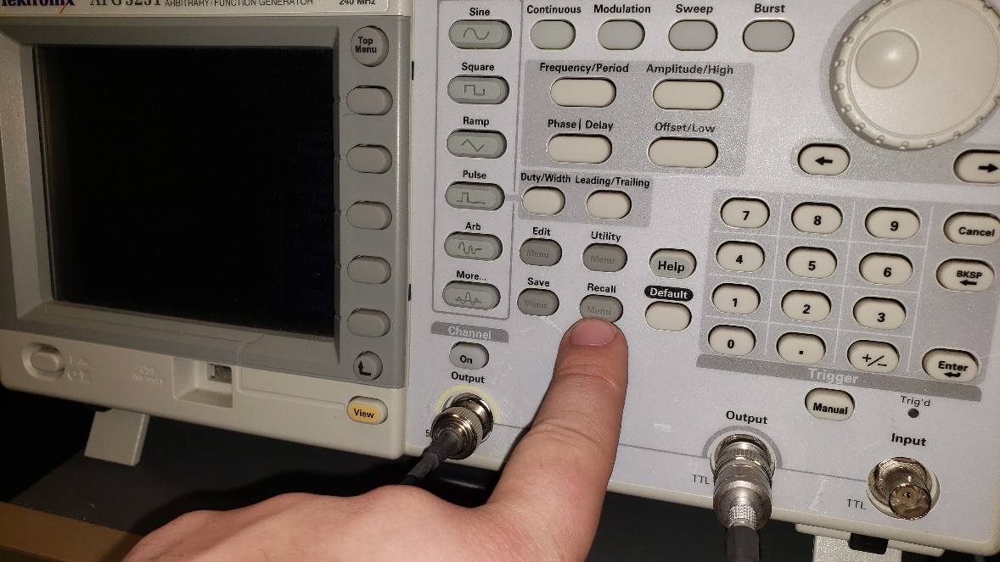 AFG 3251 ARBITRARY/FUNCTION GENERATOR 240 MHz
Top
Menu
View
Sine
Square
Ramp
Pulse
Arb
More...
Channel
On
Output
Continuous Modulation Sweep Burst
Frequency/Period Amplitude/High
Phase | Delay Offset/Low
Duty/Width Leading/Trailing
Edit Utility
Menu Menu
Save Recall
Menu Menu
Help
Default
7 8 9 Cancel
4 5 6 BKSP
1 2 3
0 . +/– Enter
Trigger
Manual
Trig'd
Output
TTL
Input
TTL